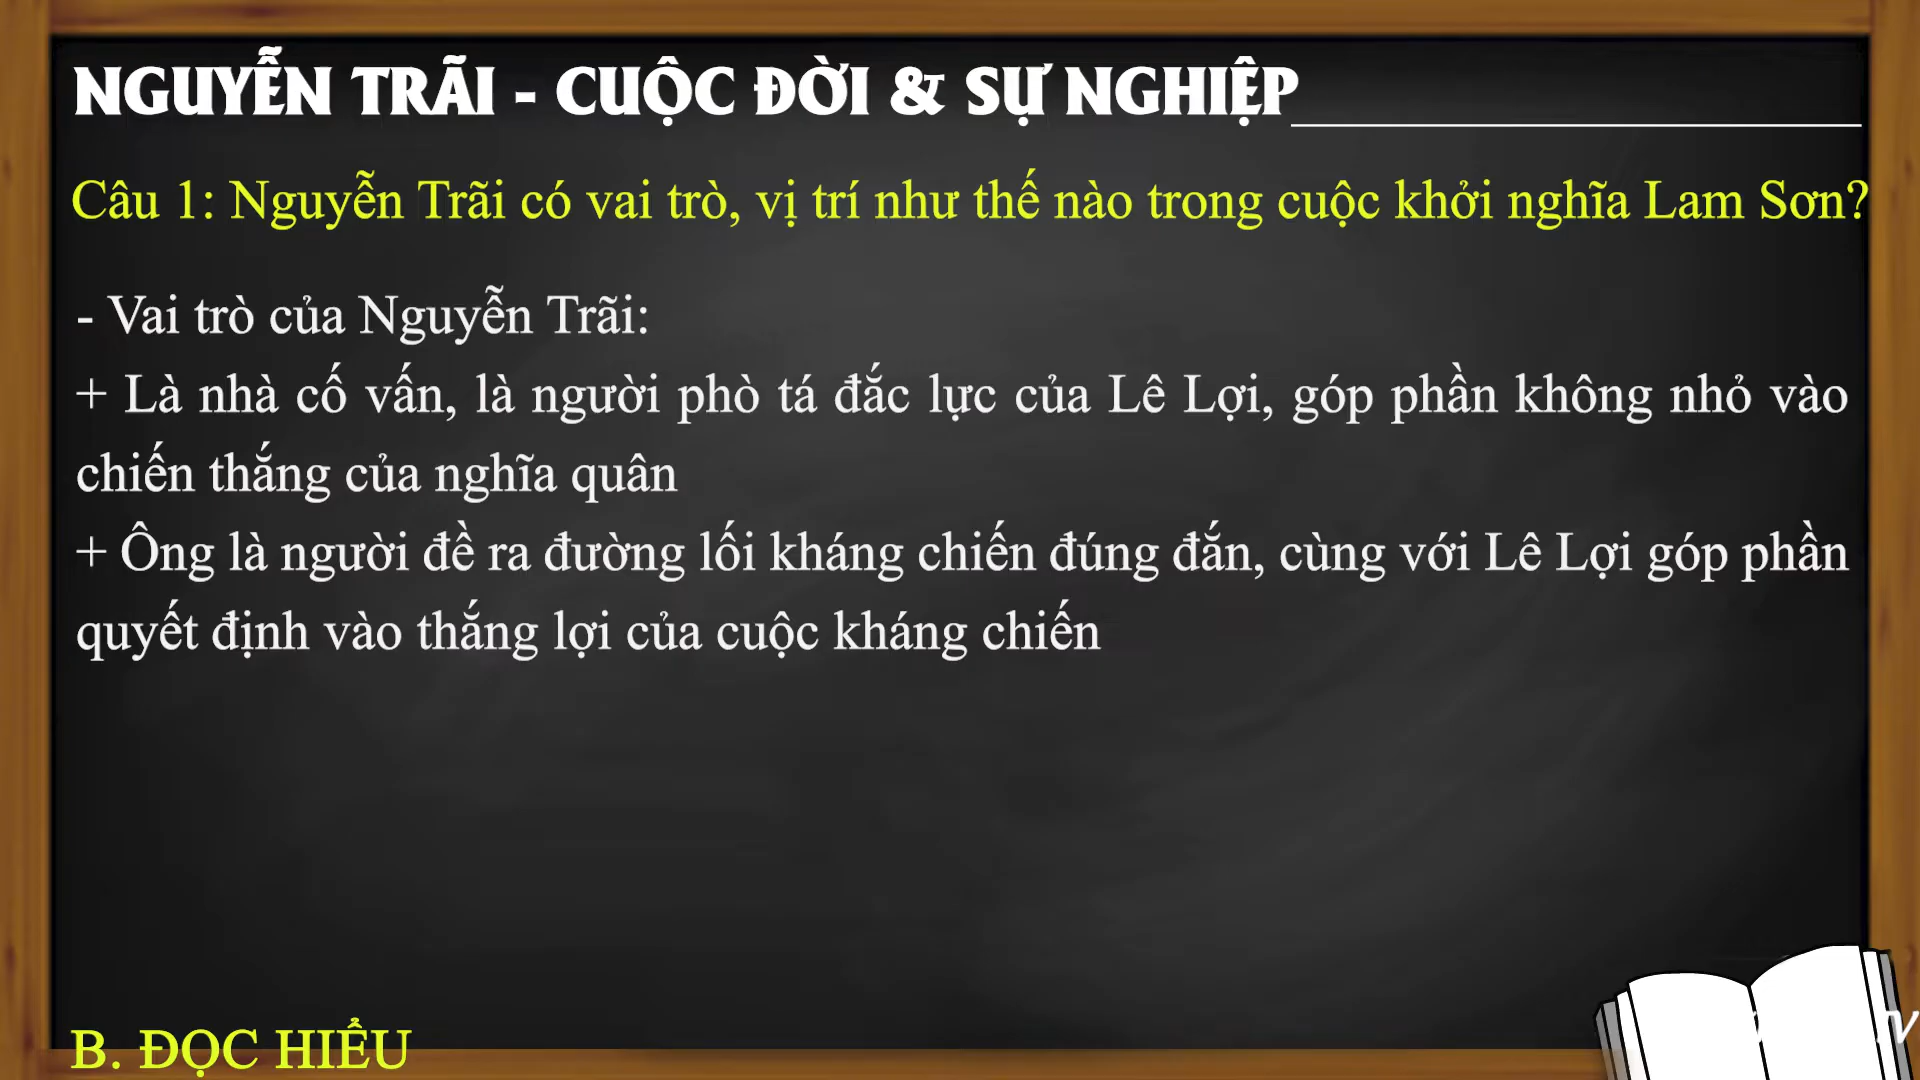 NGUYỄN TRÃI - CUỘC ĐỜI & SỰ NGHIỆP
Câu 1: Nguyễn Trãi có vai trò, vị trí như thế nào trong cuộc khởi nghĩa Lam Sơn?
- Vai trò của Nguyễn Trãi:
+ Là nhà cố vấn, là người phò tá đắc lực của Lê Lợi, góp phần không nhỏ vào
chiến thắng của nghĩa quân
+ Ông là người đề ra đường lối kháng chiến đúng đắn, cùng với Lê Lợi góp phần
quyết định vào thắng lợi của cuộc kháng chiến
B. ĐỌC HIỂU